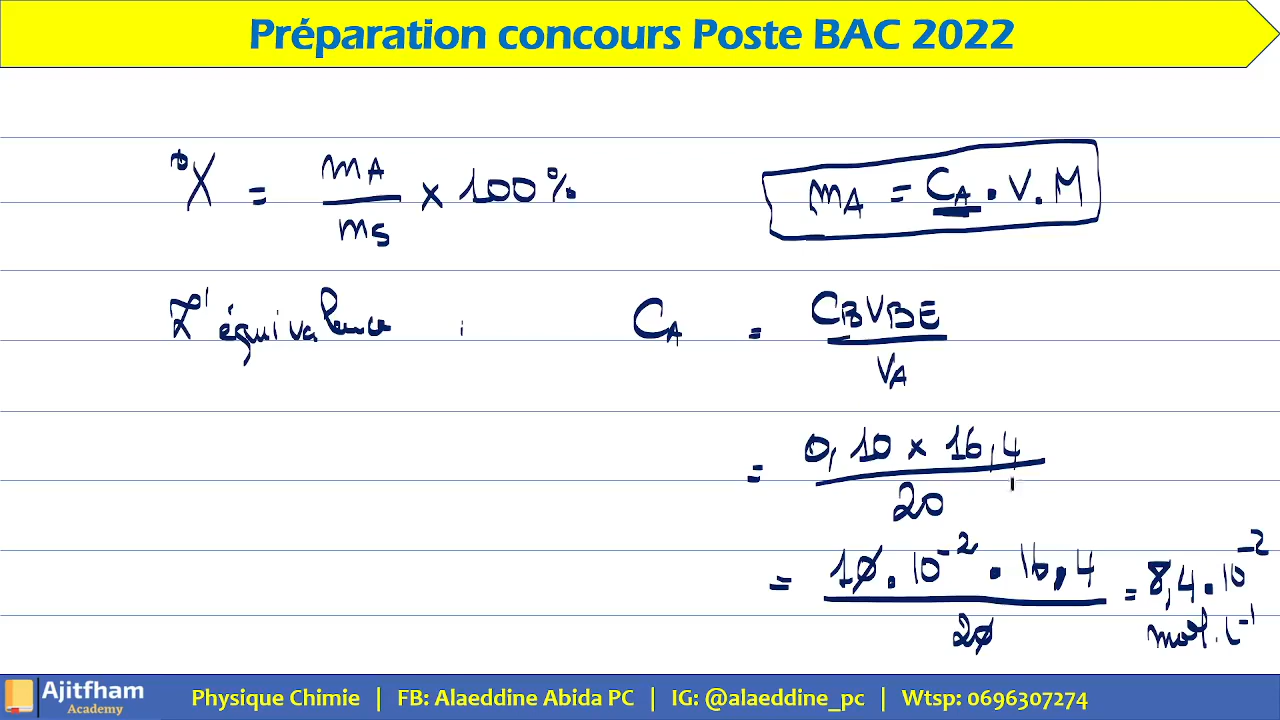 Préparation concours Poste BAC 2022
X = mA / mS × 100%
mA = CA . V . M
L'équivalence : CA = CBVBE / VA
= 0,10 × 16,4 / 20
= 10 . 10⁻² . 16,4 / 20 = 8,4 . 10⁻² mol . L⁻¹
Ajitfham
Academy
Physique Chimie | FB: Alaeddine Abida PC | IG: @alaeddine_pc | Wtsp: 0696307274